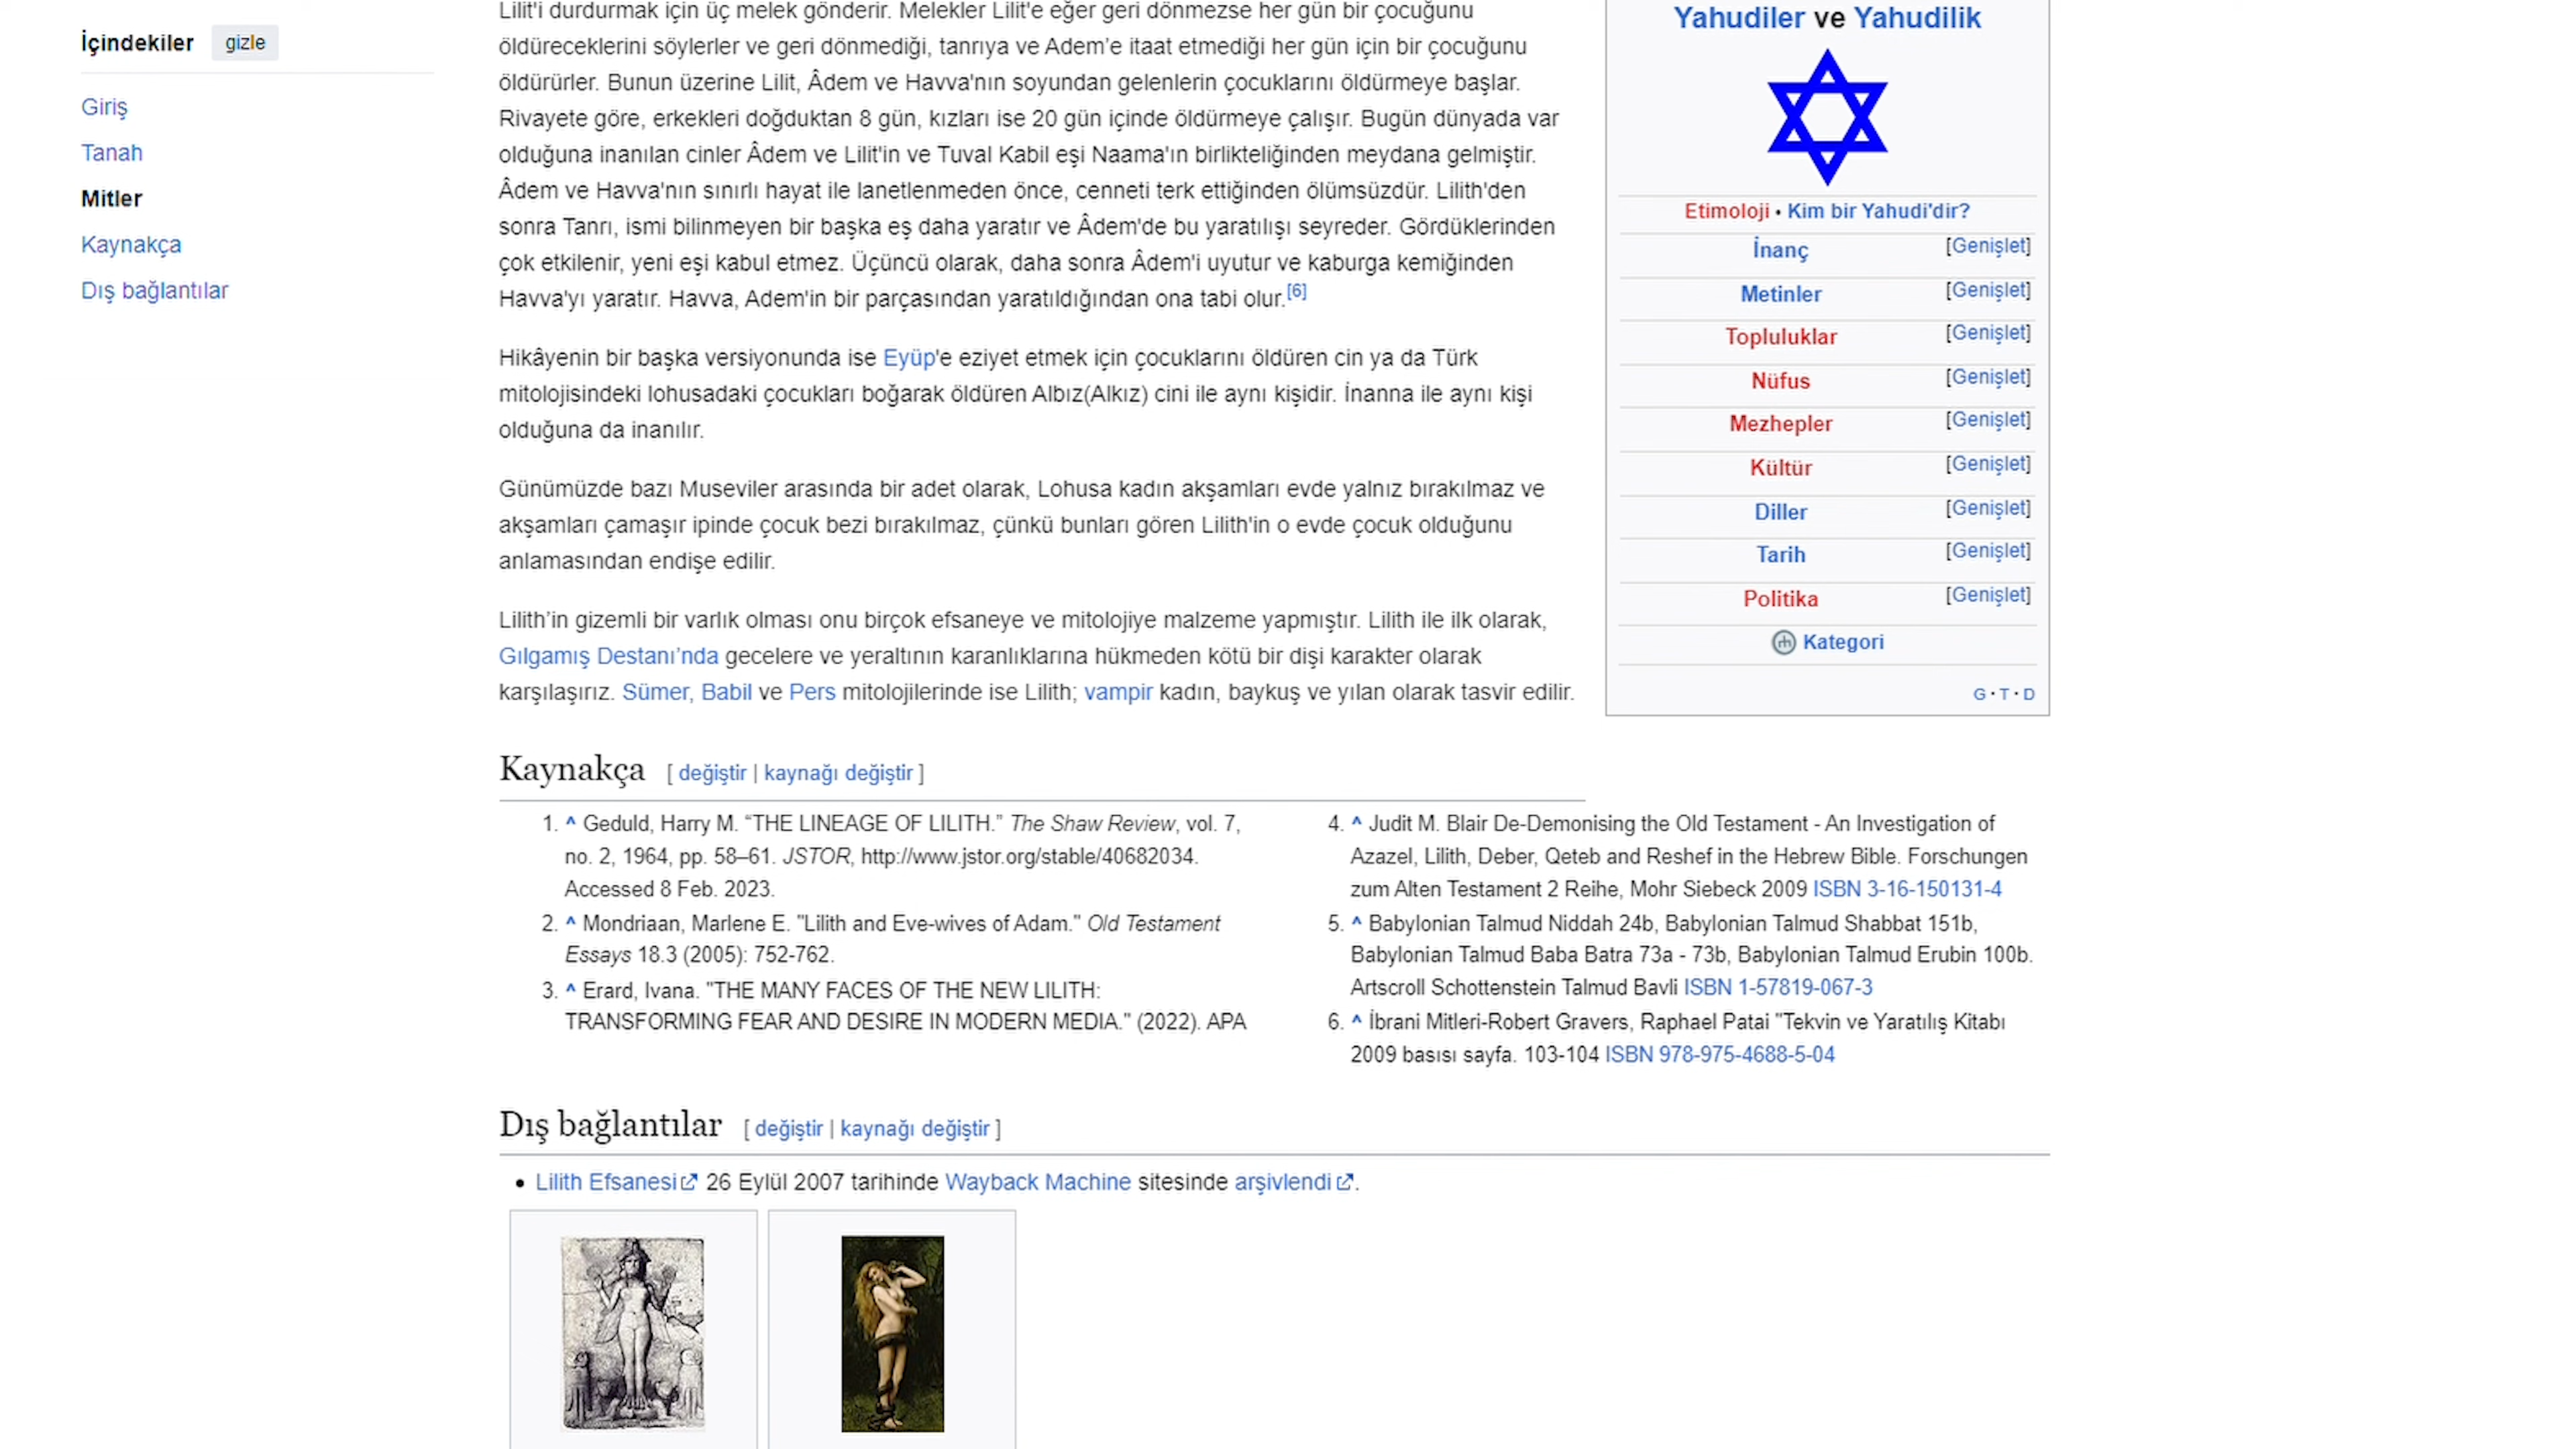 İçindekiler gizle
Giriş
Tanah
Mitler
Kaynakça
Dış bağlantılar
Lilit'i durdurmak için üç melek gönderir. Melekler Lilit'e eğer geri dönmezse her gün bir çocuğunu
öldüreceklerini söylerler ve geri dönmediği, tanrıya ve Adem’e itaat etmediği her gün için bir çocuğunu
öldürürler. Bunun üzerine Lilit, Âdem ve Havva'nın soyundan gelenlerin çocuklarını öldürmeye başlar.
Rivayete göre, erkekleri doğduktan 8 gün, kızları ise 20 gün içinde öldürmeye çalışır. Bugün dünyada var
olduğuna inanılan cinler Âdem ve Lilit'in ve Tuval Kabil eşi Naama'ın birlikteliğinden meydana gelmiştir.
Âdem ve Havva'nın sınırlı hayat ile lanetlenmeden önce, cenneti terk ettiğinden ölümsüzdür. Lilith'den
sonra Tanrı, ismi bilinmeyen bir başka eş daha yaratır ve Âdem'de bu yaratılışı seyreder. Gördüklerinden
çok etkilenir, yeni eşi kabul etmez. Üçüncü olarak, daha sonra Âdem'i uyutur ve kaburga kemiğinden
Havva'yı yaratır. Havva, Adem'in bir parçasından yaratıldığından ona tabi olur.[6]
Hikâyenin bir başka versiyonunda ise Eyüp'e eziyet etmek için çocuklarını öldüren cin ya da Türk
mitolojisindeki lohusadaki çocukları boğarak öldüren Albız(Alkız) cini ile aynı kişidir. İnanna ile aynı kişi
olduğuna da inanılır.
Günümüzde bazı Museviler arasında bir adet olarak, Lohusa kadın akşamları evde yalnız bırakılmaz ve
akşamları çamaşır ipinde çocuk bezi bırakılmaz, çünkü bunları gören Lilith'in o evde çocuk olduğunu
anlamasından endişe edilir.
Lilith’in gizemli bir varlık olması onu birçok efsaneye ve mitolojiye malzeme yapmıştır. Lilith ile ilk olarak,
Gılgamış Destanı’nda gecelere ve yeraltının karanlıklarına hükmeden kötü bir dişi karakter olarak
karşılaşırız. Sümer, Babil ve Pers mitolojilerinde ise Lilith; vampir kadın, baykuş ve yılan olarak tasvir edilir.
Yahudiler ve Yahudilik
Etimoloji • Kim bir Yahudi'dir?
İnanç [Genişlet]
Metinler [Genişlet]
Topluluklar [Genişlet]
Nüfus [Genişlet]
Mezhepler [Genişlet]
Kültür [Genişlet]
Diller [Genişlet]
Tarih [Genişlet]
Politika [Genişlet]
Kategori
G · T · D
Kaynakça [ değiştir | kaynağı değiştir ]
1. ^ Geduld, Harry M. “THE LINEAGE OF LILITH.” The Shaw Review, vol. 7,
no. 2, 1964, pp. 58–61. JSTOR, http://www.jstor.org/stable/40682034.
Accessed 8 Feb. 2023.
2. ^ Mondriaan, Marlene E. "Lilith and Eve-wives of Adam." Old Testament
Essays 18.3 (2005): 752-762.
3. ^ Erard, Ivana. "THE MANY FACES OF THE NEW LILITH:
TRANSFORMING FEAR AND DESIRE IN MODERN MEDIA." (2022). APA
4. ^ Judit M. Blair De-Demonising the Old Testament - An Investigation of
Azazel, Lilith, Deber, Qeteb and Reshef in the Hebrew Bible. Forschungen
zum Alten Testament 2 Reihe, Mohr Siebeck 2009 ISBN 3-16-150131-4
5. ^ Babylonian Talmud Niddah 24b, Babylonian Talmud Shabbat 151b,
Babylonian Talmud Baba Batra 73a - 73b, Babylonian Talmud Erubin 100b.
Artscroll Schottenstein Talmud Bavli ISBN 1-57819-067-3
6. ^ İbrani Mitleri-Robert Gravers, Raphael Patai "Tekvin ve Yaratılış Kitabı
2009 basısı sayfa. 103-104 ISBN 978-975-4688-5-04
Dış bağlantılar [ değiştir | kaynağı değiştir ]
• Lilith Efsanesi 26 Eylül 2007 tarihinde Wayback Machine sitesinde arşivlendi.